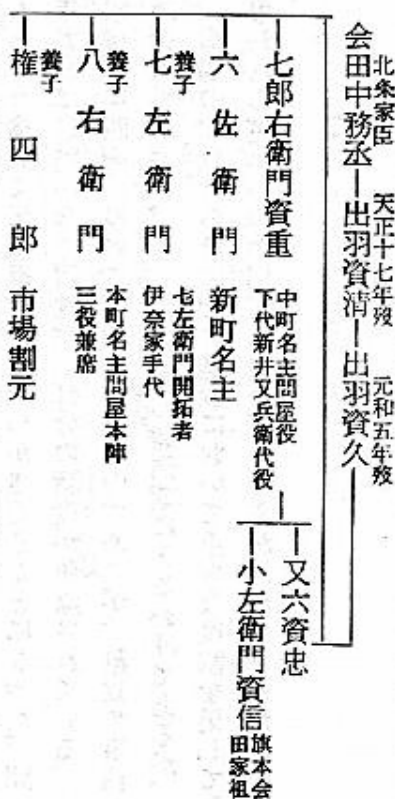 北条家臣
会田中務丞
天正十七年歿
出羽資清
元和五年歿
出羽資久
又六資忠
小左衛門資信
旗本会
田家祖
七郎右衛門資重
中町名主問屋役
下代新井又兵衛代役
六佐衛門
新町名主
養子
七左衛門
七左衛門開拓者
伊奈家手代
養子
八右衛門
本町名主問屋本陣
三役兼席
養子
権四郎
市場割元